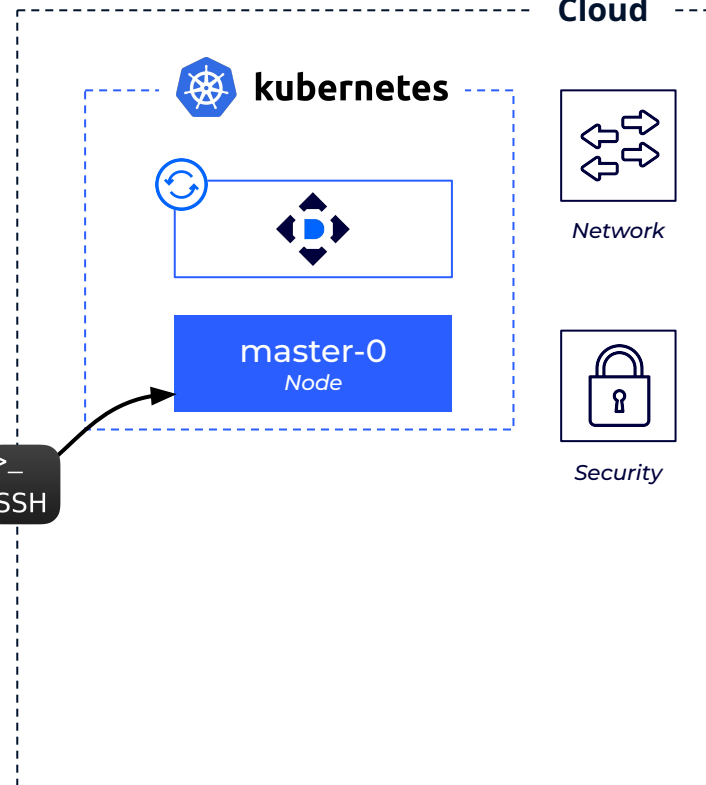 Cloud
kubernetes
Network
master-0
Node
Security
>_
SSH